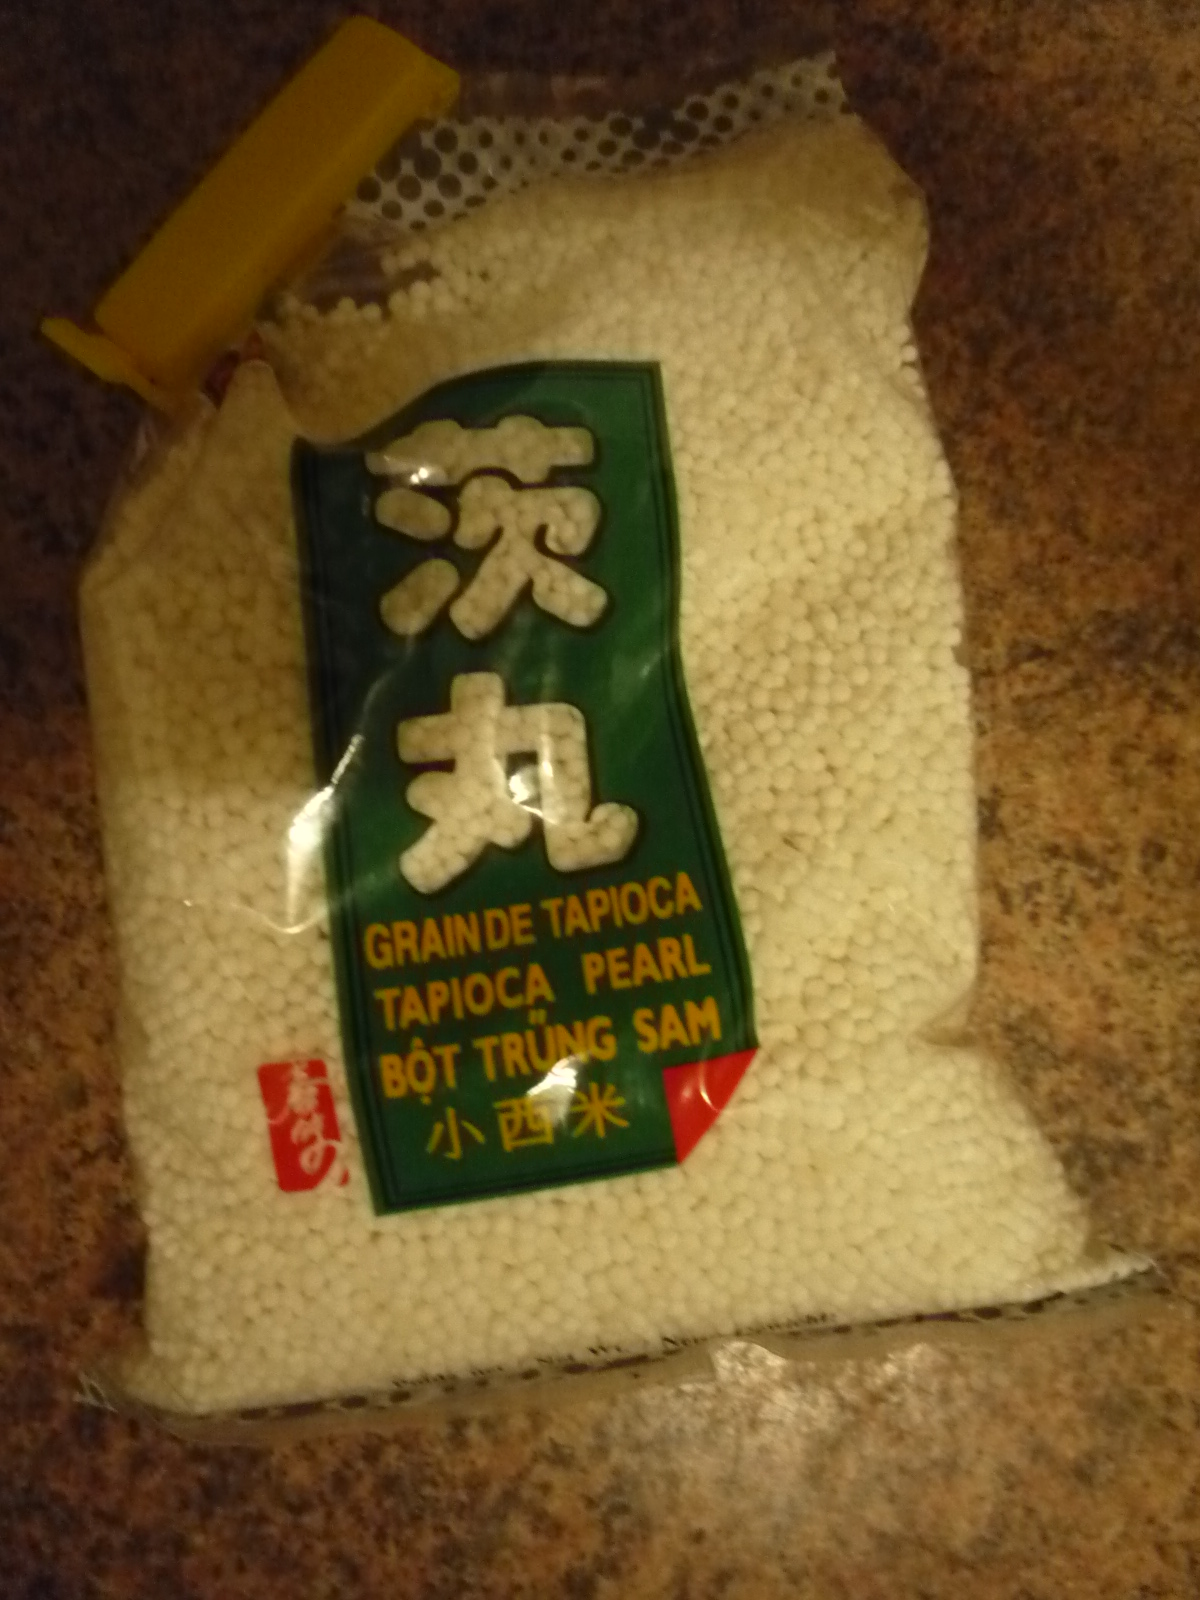 茨
丸
GRAIN DE TAPIOCA
TAPIOCA PEARL
BỘT TRŨNG SAM
小西米